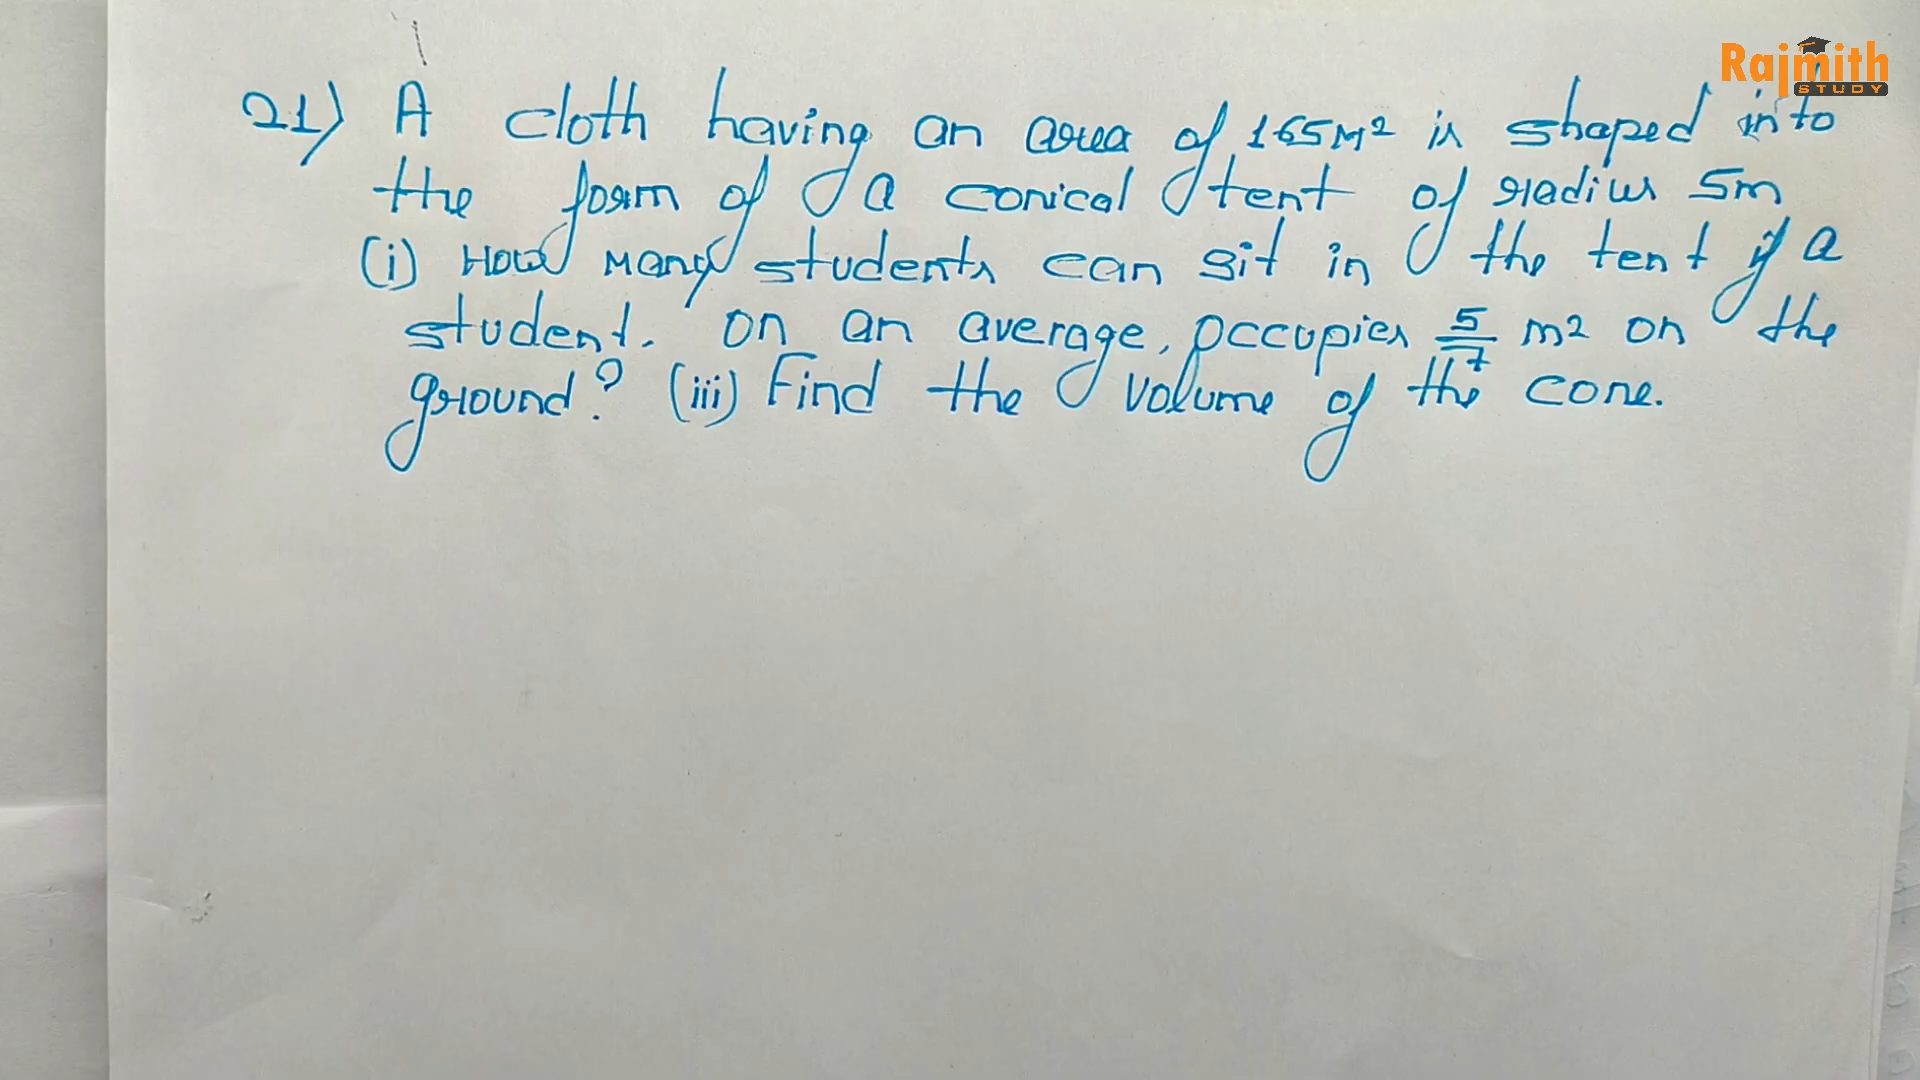 Rajmith
STUDY
21) A cloth having an area of 165M² is shaped into
the form of a conical tent of radius 5m
(i) How many students can sit in the tent if a
student. on an average, occupies 5/7 m² on the
ground? (iii) Find the volume of the cone.